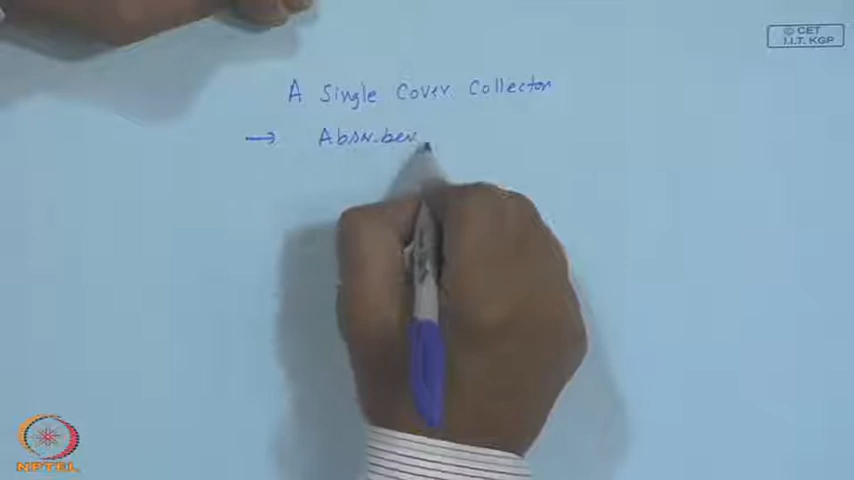 © CET
I.I.T. KGP
A Single Cover Collector
→ Absorber
NPTEL